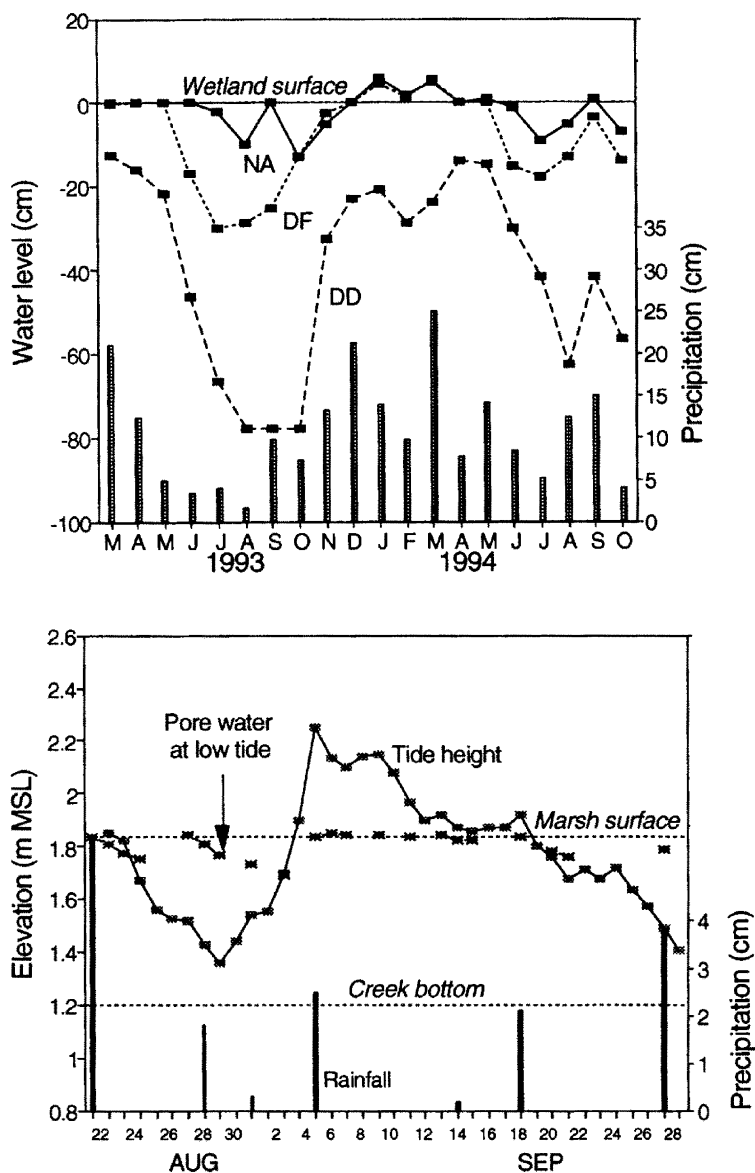 20
Wetland surface
0
NA
-20
DF
35
30
DD
-40
25
-60
20
15
-80
10
5
-100
0
Water level (cm)
Precipitation (cm)
M A M J J A S O N D J F M A M J J A S O
1993 1994
2.6
2.4
Pore water
at low tide
2.2
Tide height
2
Marsh surface
1.8
1.6
4
1.4
3
Creek bottom
1.2
2
1
Rainfall
1
0.8
0
Elevation (m MSL)
Precipitation (cm)
22 24 26 28 30 2 4 6 8 10 12 14 16 18 20 22 24 26 28
AUG SEP